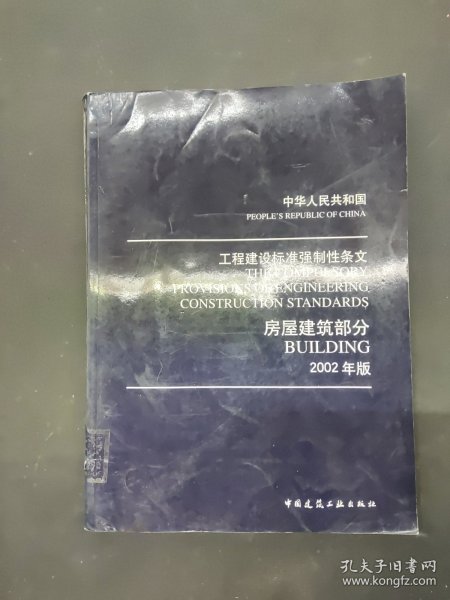 中华人民共和国
PEOPLE'S REPUBLIC OF CHINA
工程建设标准强制性条文
THE COMPULSORY
PROVISIONS OF ENGINEERING
CONSTRUCTION STANDARDS
房屋建筑部分
BUILDING
2002 年版
中国建筑工业出版社
孔夫子旧书网
www.kongfz.com